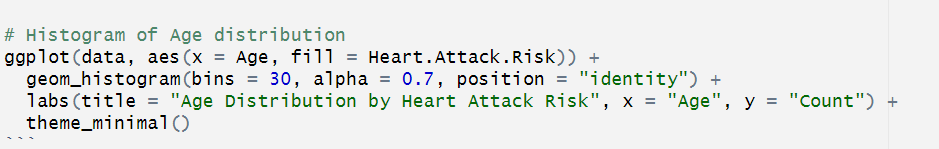 # Histogram of Age distribution
ggplot(data, aes(x = Age, fill = Heart.Attack.Risk)) +
  geom_histogram(bins = 30, alpha = 0.7, position = "identity") +
  labs(title = "Age Distribution by Heart Attack Risk", x = "Age", y = "Count") +
  theme_minimal()
```